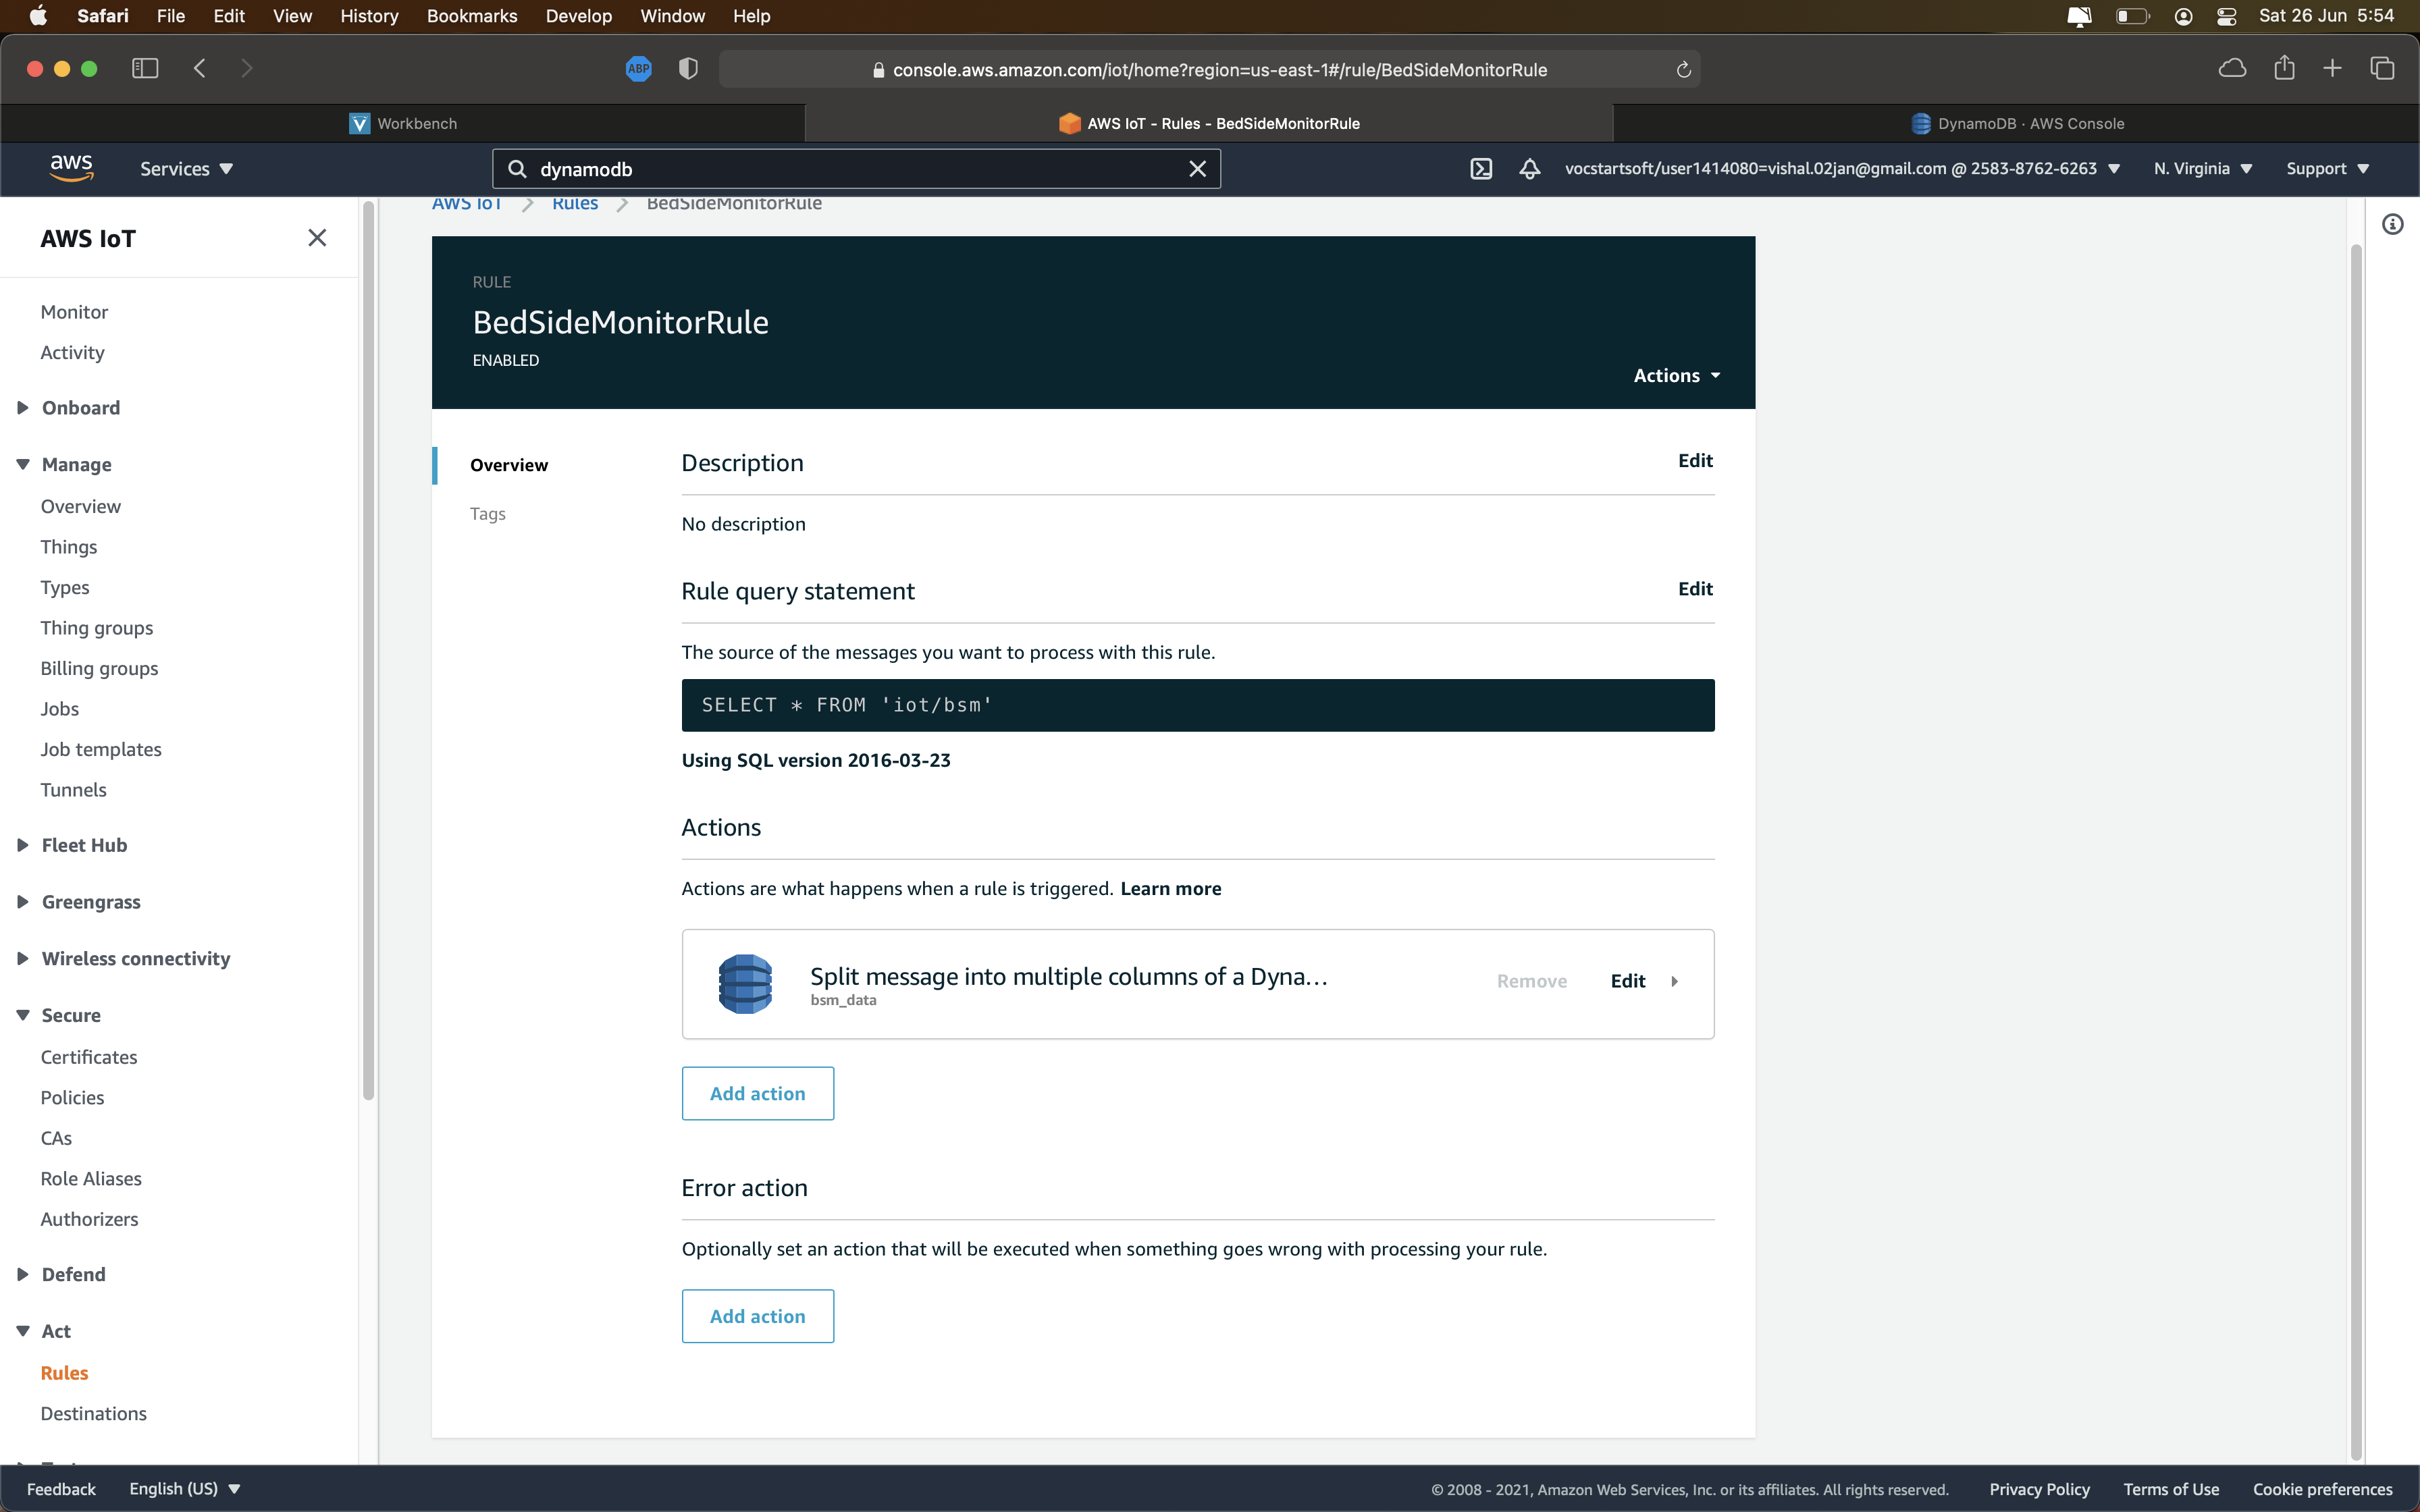 Safari File Edit View History Bookmarks Develop Window Help Sat 26 Jun 5:54
ABP console.aws.amazon.com/iot/home?region=us-east-1#/rule/BedSideMonitorRule
Workbench AWS IoT - Rules - BedSideMonitorRule DynamoDB · AWS Console
aws Services dynamodb vocstartsoft/user1414080=vishal.02jan@gmail.com @ 2583-8762-6263 N. Virginia Support
AWS IoT
Monitor
Activity
Onboard
Manage
Overview
Things
Types
Thing groups
Billing groups
Jobs
Job templates
Tunnels
Fleet Hub
Greengrass
Wireless connectivity
Secure
Certificates
Policies
CAs
Role Aliases
Authorizers
Defend
Act
Rules
Destinations
AWS IoT Rules BedSideMonitorRule
RULE
BedSideMonitorRule
ENABLED
Actions
Overview
Tags
Description Edit
No description
Rule query statement Edit
The source of the messages you want to process with this rule.
SELECT * FROM 'iot/bsm'
Using SQL version 2016-03-23
Actions
Actions are what happens when a rule is triggered. Learn more
Split message into multiple columns of a Dyna...
bsm_data
Remove Edit
Add action
Error action
Optionally set an action that will be executed when something goes wrong with processing your rule.
Add action
Feedback English (US) © 2008 - 2021, Amazon Web Services, Inc. or its affiliates. All rights reserved. Privacy Policy Terms of Use Cookie preferences